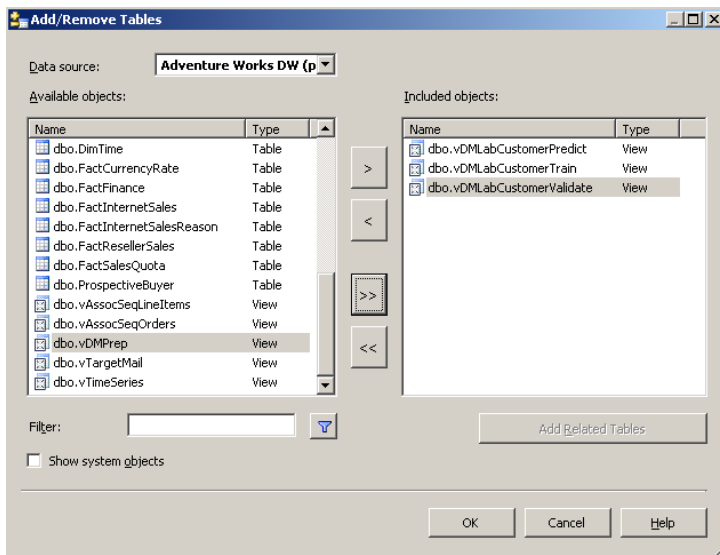 Add/Remove Tables
Data source: Adventure Works DW (p
Available objects:
Name Type
dbo.DimTime Table
dbo.FactCurrencyRate Table
dbo.FactFinance Table
dbo.FactInternetSales Table
dbo.FactInternetSalesReason Table
dbo.FactResellerSales Table
dbo.FactSalesQuota Table
dbo.ProspectiveBuyer Table
dbo.vAssocSeqLineItems View
dbo.vAssocSeqOrders View
dbo.vDMPrep View
dbo.vTargetMail View
dbo.vTimeSeries View
>
<
>>
<<
Included objects:
Name Type
dbo.vDMLabCustomerPredict View
dbo.vDMLabCustomerTrain View
dbo.vDMLabCustomerValidate View
Filter:
Add Related Tables
Show system objects
OK Cancel Help